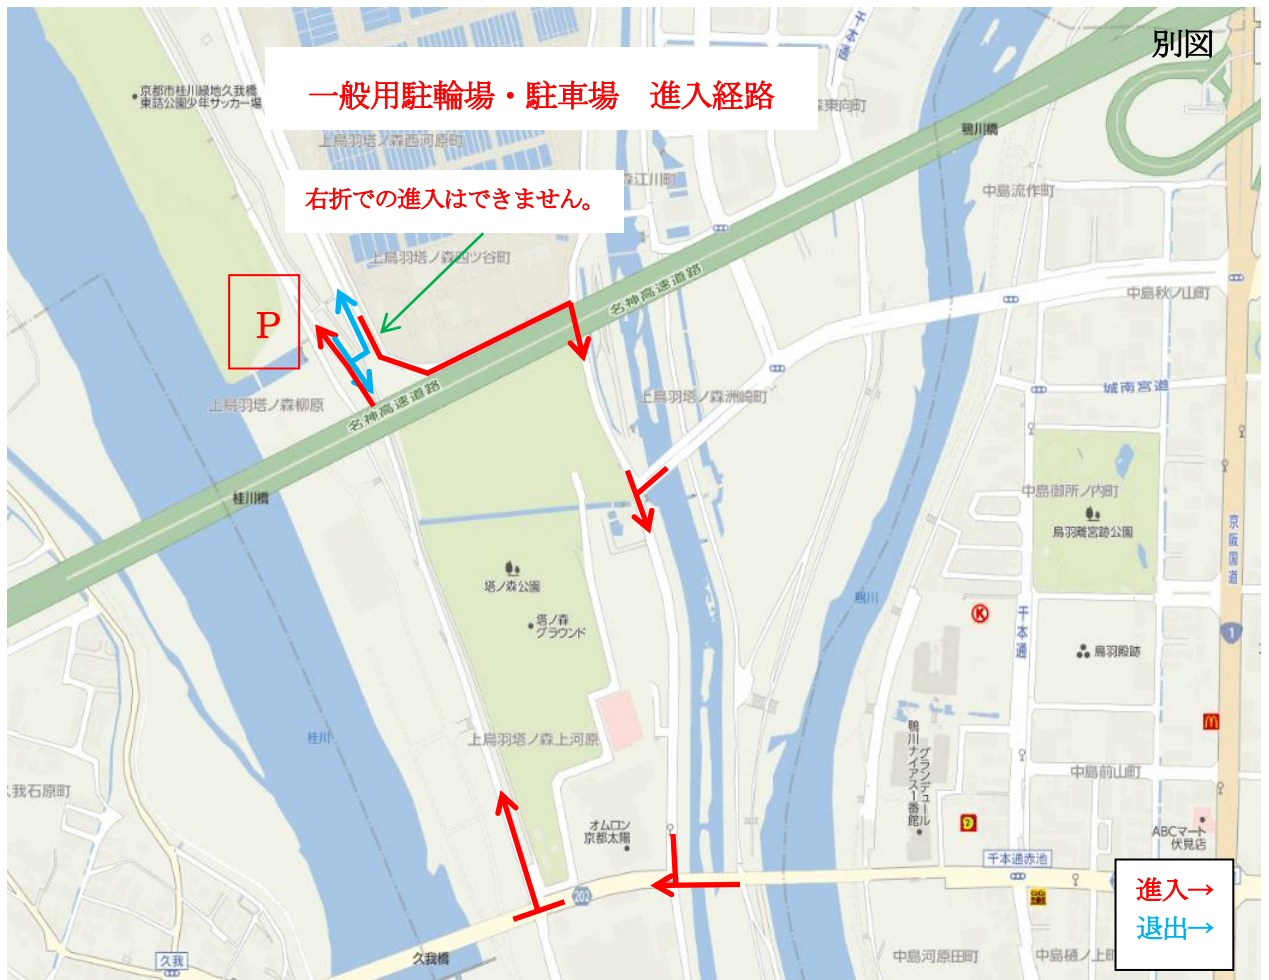 別図
一般用駐輪場・駐車場　進入経路
京都市桂川緑地久我橋
東詰公園少年サッカー場
千本通
森東向町
鴨川橋
上鳥羽塔ノ森西河原町
森江川町
右折での進入はできません。
中島流作町
上鳥羽塔ノ森四ツ谷町
名神高速道路
中島秋ノ山町
P
上鳥羽塔ノ森柳原
名神高速道路
上鳥羽塔ノ森洲崎町
城南宮道
桂川橋
中島御所ノ内町
鳥羽離宮跡公園
京阪国道
塔ノ森公園
鴨川
K
塔ノ森
グラウンド
千本通
1
鳥羽殿跡
桂川
上鳥羽塔ノ森上河原
鴨川ナイアス1番館
グランデュール
中島前山町
久我石原町
オムロン
京都太陽
ABCマート
伏見店
千本通赤池
202
進入→
退出→
久我
久我橋
中島河原田町
中島樋ノ上町